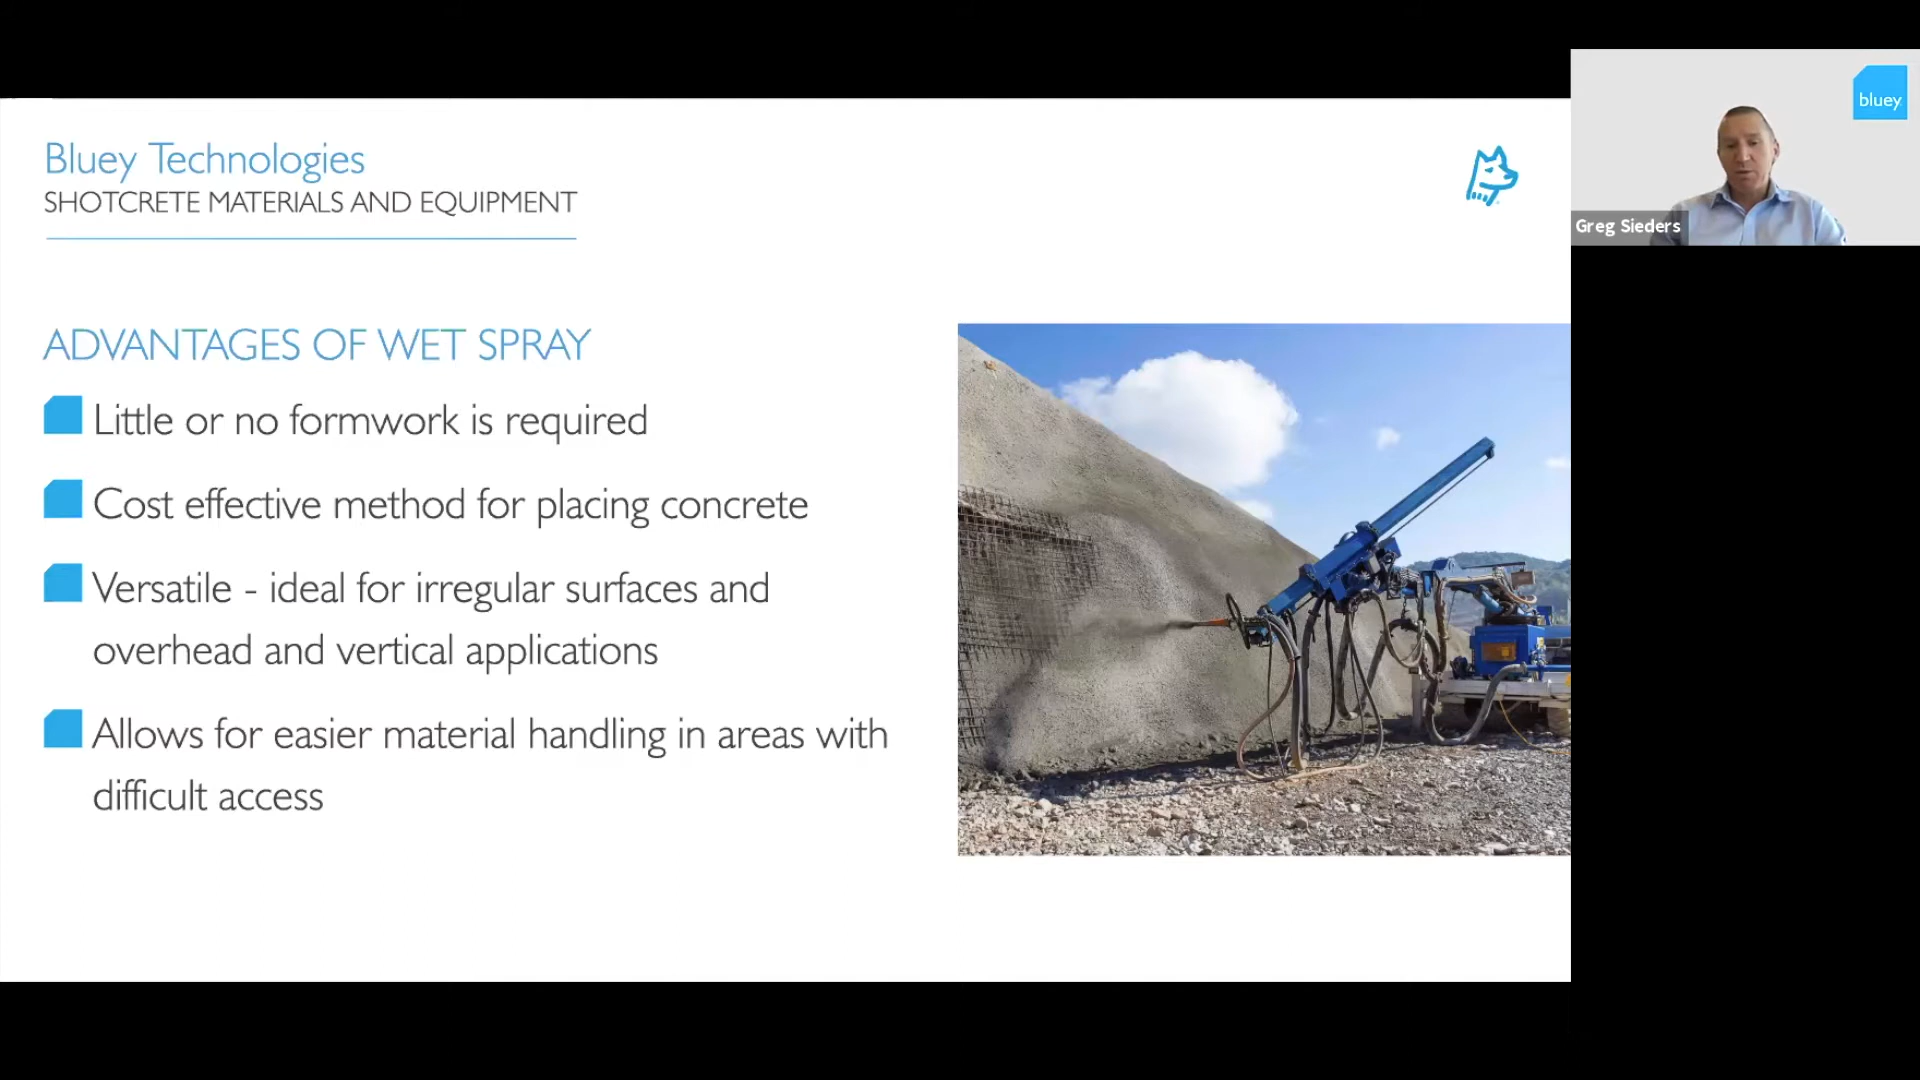 Bluey Technologies
SHOTCRETE MATERIALS AND EQUIPMENT
ADVANTAGES OF WET SPRAY
Little or no formwork is required
Cost effective method for placing concrete
Versatile - ideal for irregular surfaces and
overhead and vertical applications
Allows for easier material handling in areas with
difficult access
bluey
Greg Sieders